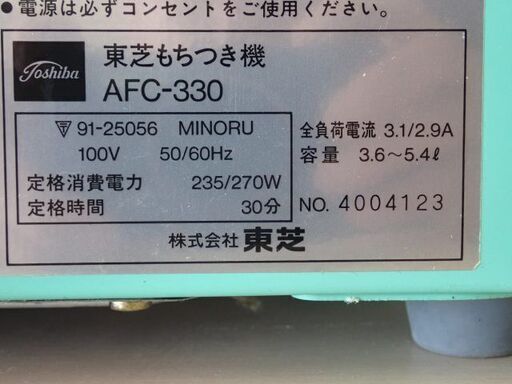 ●電源は必ずコンセントをご使用ください。
Toshiba
東芝もちつき機
AFC-330
91-25056 MINORU
100V 50/60Hz
定格消費電力 235/270W
定格時間 30分
全負荷電流 3.1/2.9A
容量 3.6～5.4ℓ
NO. 4004123
株式会社 東芝